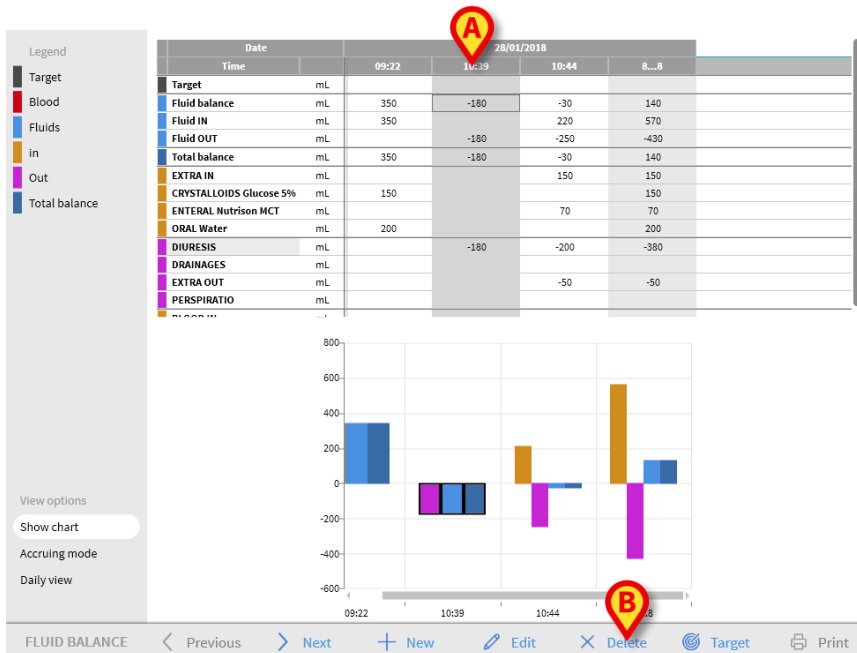 Legend
Target
Blood
Fluids
in
Out
Total balance
View options
Show chart
Accruing mode
Daily view
Date 28/01/2018
Time 09:22 10:39 10:44 8...8
Target mL
Fluid balance mL 350 -180 -30 140
Fluid IN mL 350 220 570
Fluid OUT mL -180 -250 -430
Total balance mL 350 -180 -30 140
EXTRA IN mL 150 150
CRYSTALLOIDS Glucose 5% mL 150 150
ENTERAL Nutrison MCT mL 70 70
ORAL Water mL 200 200
DIURESIS mL -180 -200 -380
DRAINAGES mL
EXTRA OUT mL -50 -50
PERSPIRATIO mL
A
800
600
400
200
0
-200
-400
-600
09:22 10:39 10:44
B
FLUID BALANCE Previous Next New Edit Delete Target Print